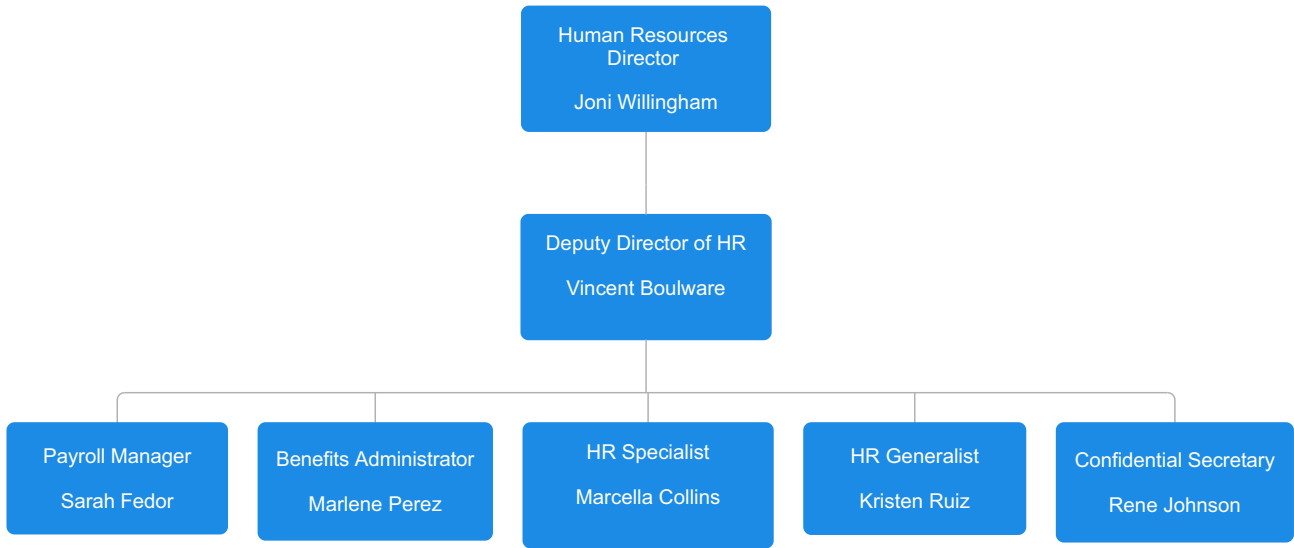 Human Resources
Director
Joni Willingham
Deputy Director of HR
Vincent Boulware
Payroll Manager
Sarah Fedor
Benefits Administrator
Marlene Perez
HR Specialist
Marcella Collins
HR Generalist
Kristen Ruiz
Confidential Secretary
Rene Johnson